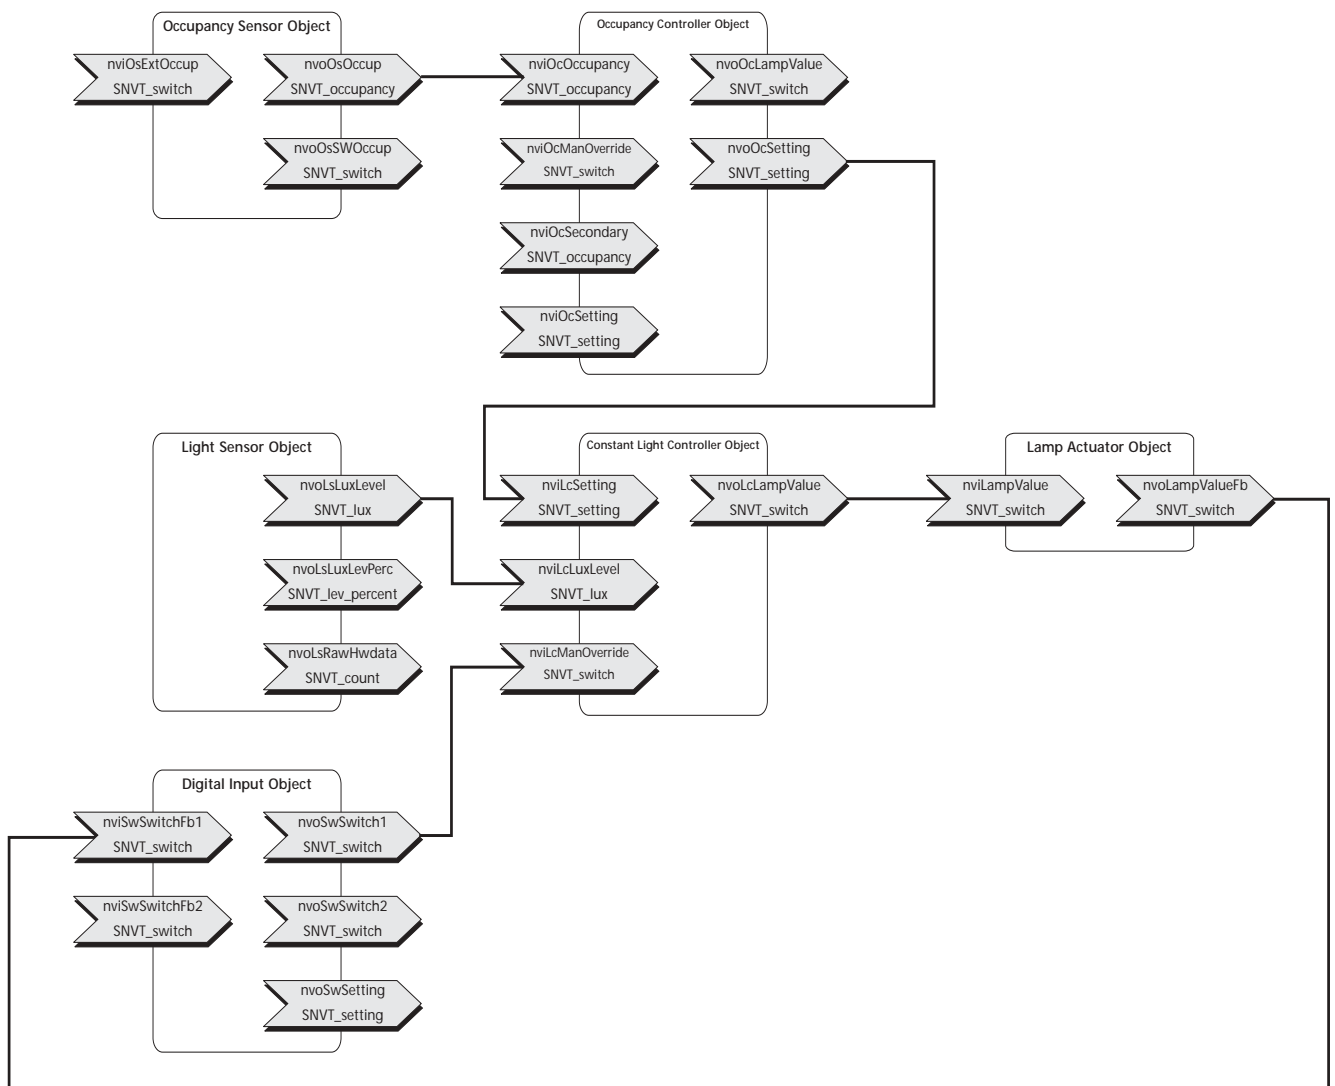 Occupancy Sensor Object
nviOsExtOccup
SNVT_switch
nvoOsOccup
SNVT_occupancy
nvoOsSWOccup
SNVT_switch
Occupancy Controller Object
nviOcOccupancy
SNVT_occupancy
nviOcManOverride
SNVT_switch
nviOcSecondary
SNVT_occupancy
nviOcSetting
SNVT_setting
nvoOcLampValue
SNVT_switch
nvoOcSetting
SNVT_setting
Light Sensor Object
nvoLsLuxLevel
SNVT_lux
nvoLsLuxLevPerc
SNVT_lev_percent
nvoLsRawHwdata
SNVT_count
Constant Light Controller Object
nviLcSetting
SNVT_setting
nviLcLuxLevel
SNVT_lux
nviLcManOverride
SNVT_switch
nvoLcLampValue
SNVT_switch
Lamp Actuator Object
nviLampValue
SNVT_switch
nvoLampValueFb
SNVT_switch
Digital Input Object
nviSwSwitchFb1
SNVT_switch
nviSwSwitchFb2
SNVT_switch
nvoSwSwitch1
SNVT_switch
nvoSwSwitch2
SNVT_switch
nvoSwSetting
SNVT_setting